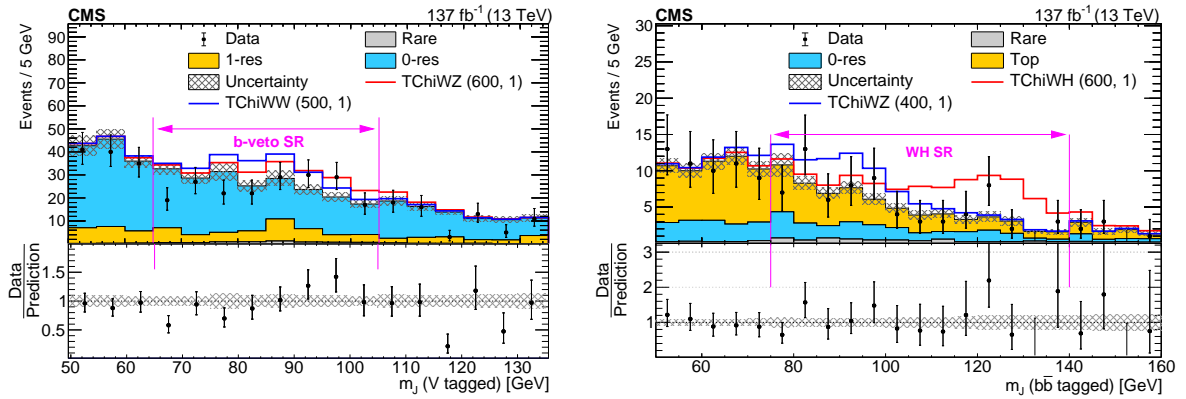 CMS 137 fb⁻¹ (13 TeV)
Events / 5 GeV
90
80
70
60
50
40
30
20
10
Data
Rare
1-res
0-res
Uncertainty
TChiWZ (600, 1)
TChiWW (500, 1)
b-veto SR
Data
Prediction
1.5
1
0.5
50 60 70 80 90 100 110 120 130
m_J (V tagged) [GeV]
CMS 137 fb⁻¹ (13 TeV)
Events / 5 GeV
30
25
20
15
10
5
Data
Rare
0-res
Top
Uncertainty
TChiWH (600, 1)
TChiWZ (400, 1)
WH SR
Data
Prediction
3
2
1
60 80 100 120 140 160
m_J (bb̅ tagged) [GeV]